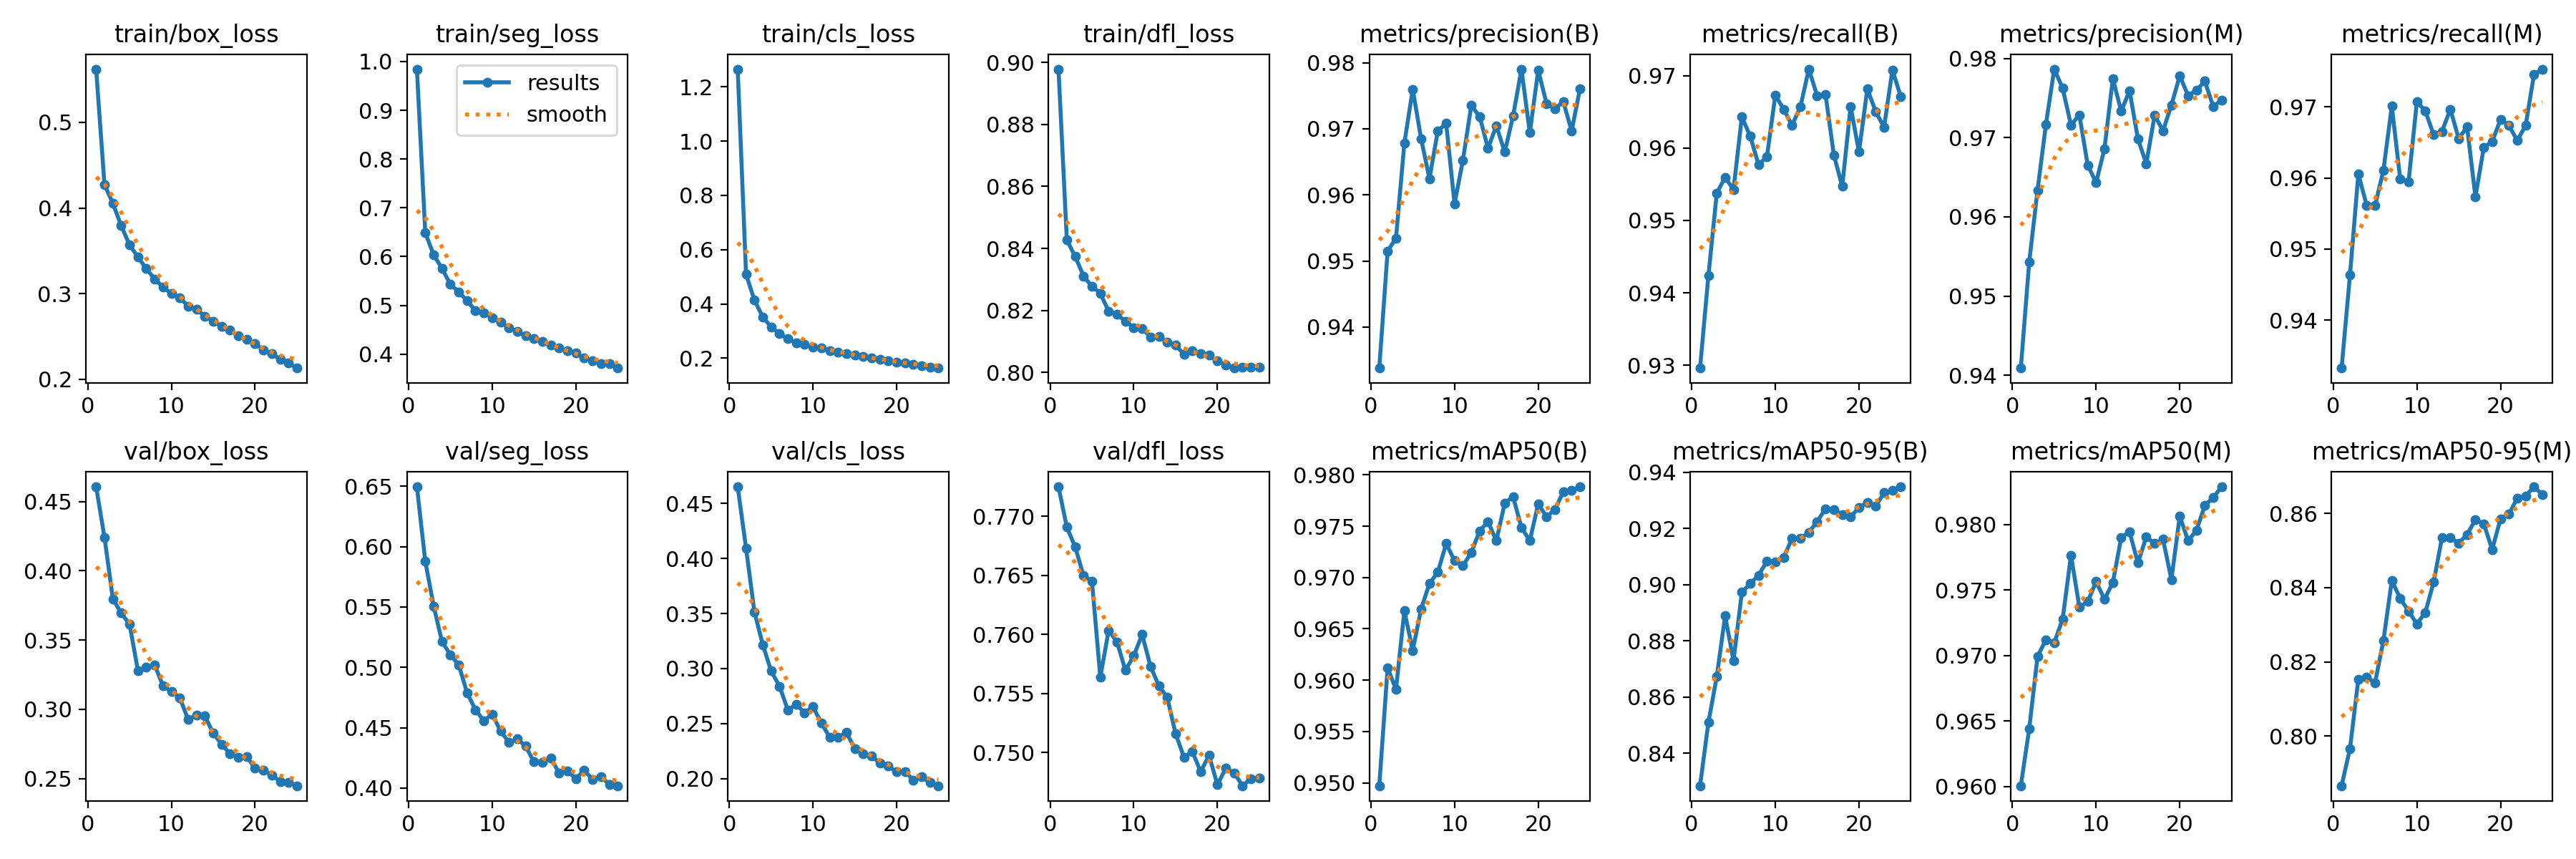 train/box_loss
train/seg_loss
train/cls_loss
train/dfl_loss
metrics/precision(B)
metrics/recall(B)
metrics/precision(M)
metrics/recall(M)
results
smooth
0.5
0.4
0.3
0.2
0 10 20
1.0
0.9
0.8
0.7
0.6
0.5
0.4
0 10 20
1.2
1.0
0.8
0.6
0.4
0.2
0 10 20
0.90
0.88
0.86
0.84
0.82
0.80
0 10 20
0.98
0.97
0.96
0.95
0.94
0 10 20
0.97
0.96
0.95
0.94
0.93
0 10 20
0.98
0.97
0.96
0.95
0.94
0 10 20
0.97
0.96
0.95
0.94
0 10 20
val/box_loss
val/seg_loss
val/cls_loss
val/dfl_loss
metrics/mAP50(B)
metrics/mAP50-95(B)
metrics/mAP50(M)
metrics/mAP50-95(M)
0.45
0.40
0.35
0.30
0.25
0 10 20
0.65
0.60
0.55
0.50
0.45
0.40
0 10 20
0.45
0.40
0.35
0.30
0.25
0.20
0 10 20
0.770
0.765
0.760
0.755
0.750
0 10 20
0.980
0.975
0.970
0.965
0.960
0.955
0.950
0 10 20
0.94
0.92
0.90
0.88
0.86
0.84
0 10 20
0.980
0.975
0.970
0.965
0.960
0 10 20
0.86
0.84
0.82
0.80
0 10 20